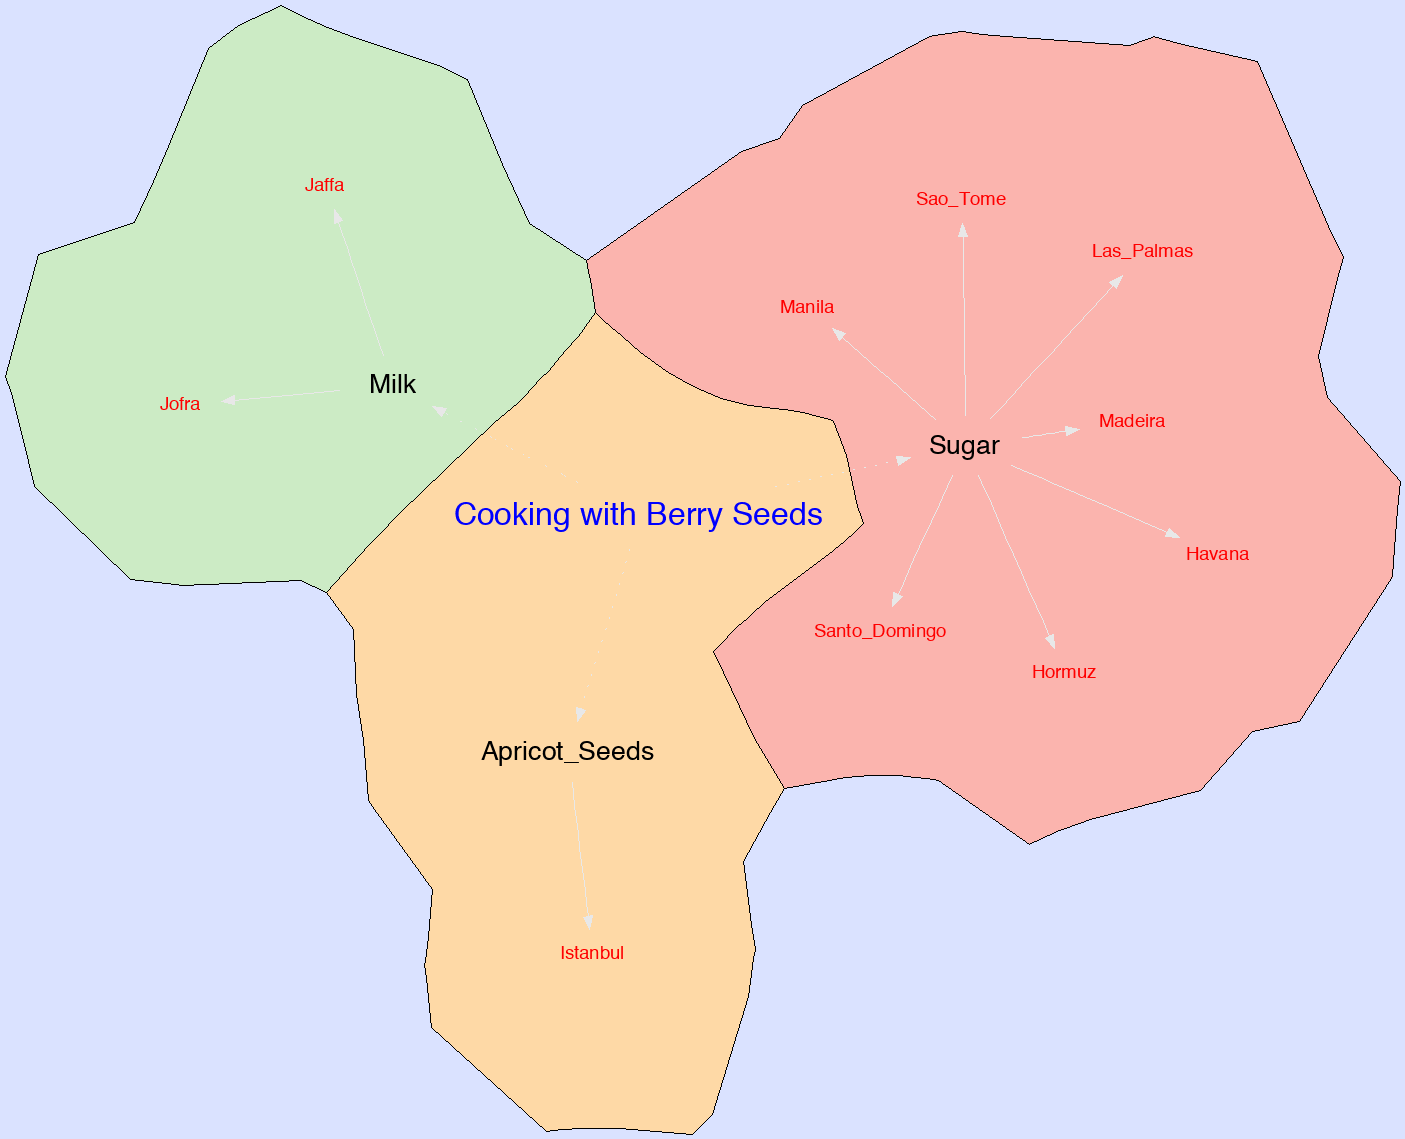 Jaffa
Sao_Tome
Las_Palmas
Manila
Milk
Jofra
Madeira
Sugar
Cooking with Berry Seeds
Havana
Santo_Domingo
Hormuz
Apricot_Seeds
Istanbul